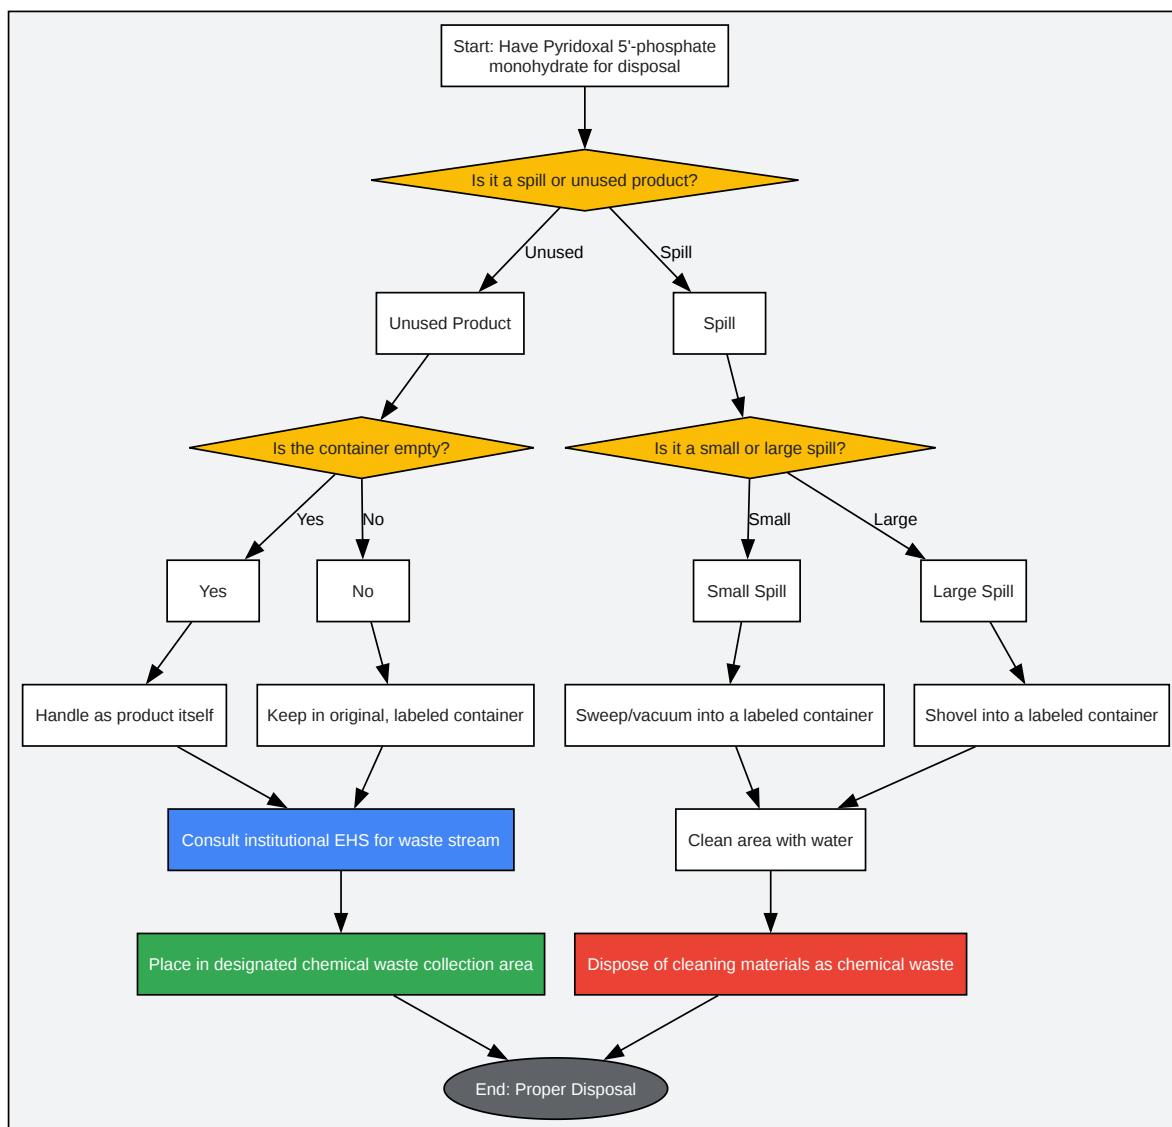 Start: Have Pyridoxal 5'-phosphate
monohydrate for disposal
Is it a spill or unused product?
Unused
Spill
Unused Product
Spill
Is the container empty?
Is it a small or large spill?
Yes
No
Small
Large
Yes
No
Small Spill
Large Spill
Handle as product itself
Keep in original, labeled container
Sweep/vacuum into a labeled container
Shovel into a labeled container
Consult institutional EHS for waste stream
Clean area with water
Place in designated chemical waste collection area
Dispose of cleaning materials as chemical waste
End: Proper Disposal